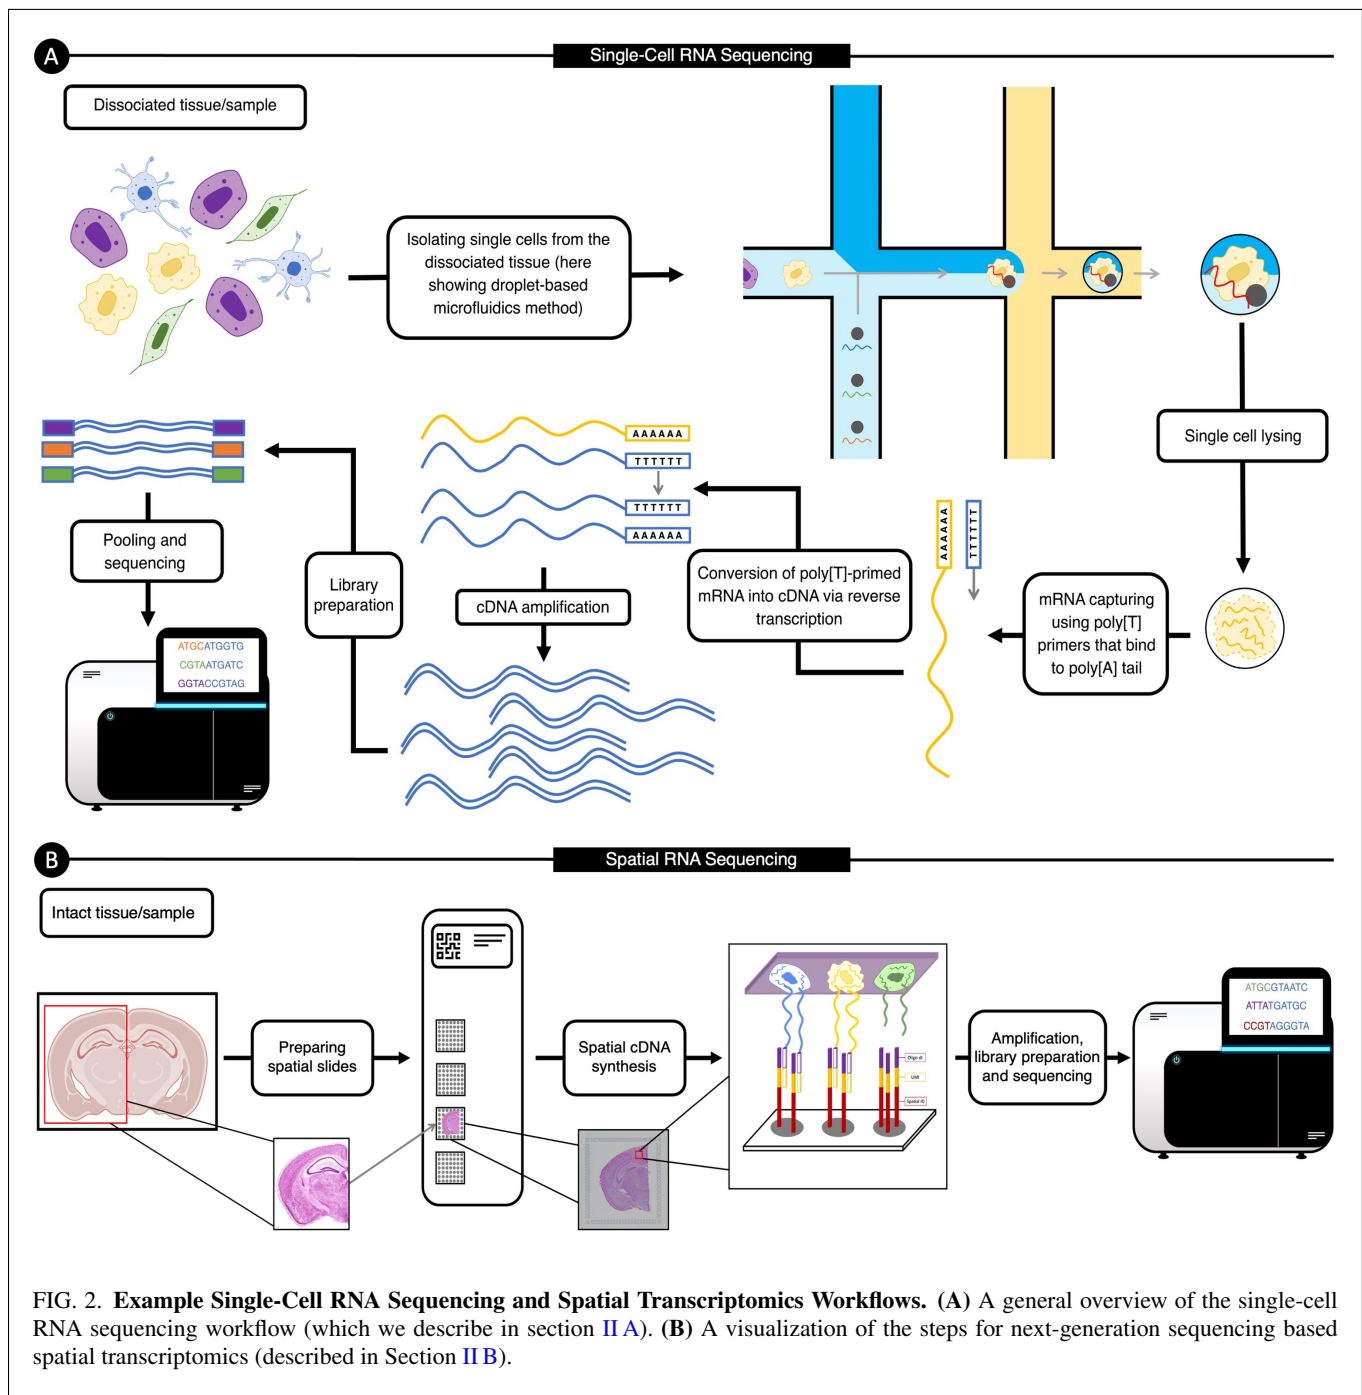 A
Single-Cell RNA Sequencing
Dissociated tissue/sample
Isolating single cells from the
dissociated tissue (here
showing droplet-based
microfluidics method)
Single cell lysing
mRNA capturing
using poly[T]
primers that bind
to poly[A] tail
AAAAAA
TTTTTT
Conversion of poly[T]-primed
mRNA into cDNA via reverse
transcription
AAAAAA
TTTTTT
TTTTTT
AAAAAA
cDNA amplification
Library
preparation
Pooling and
sequencing
ATGCATGGTG
CGTAATGATC
GGTACCGTAG
B
Spatial RNA Sequencing
Intact tissue/sample
Preparing
spatial slides
Spatial cDNA
synthesis
Oligo dt
UMI
Spatial ID
Amplification,
library preparation
and sequencing
ATGCGTAATC
ATTATGATGC
CCGTAGGGTA
FIG. 2. Example Single-Cell RNA Sequencing and Spatial Transcriptomics Workflows. (A) A general overview of the single-cell
RNA sequencing workflow (which we describe in section II A). (B) A visualization of the steps for next-generation sequencing based
spatial transcriptomics (described in Section II B).